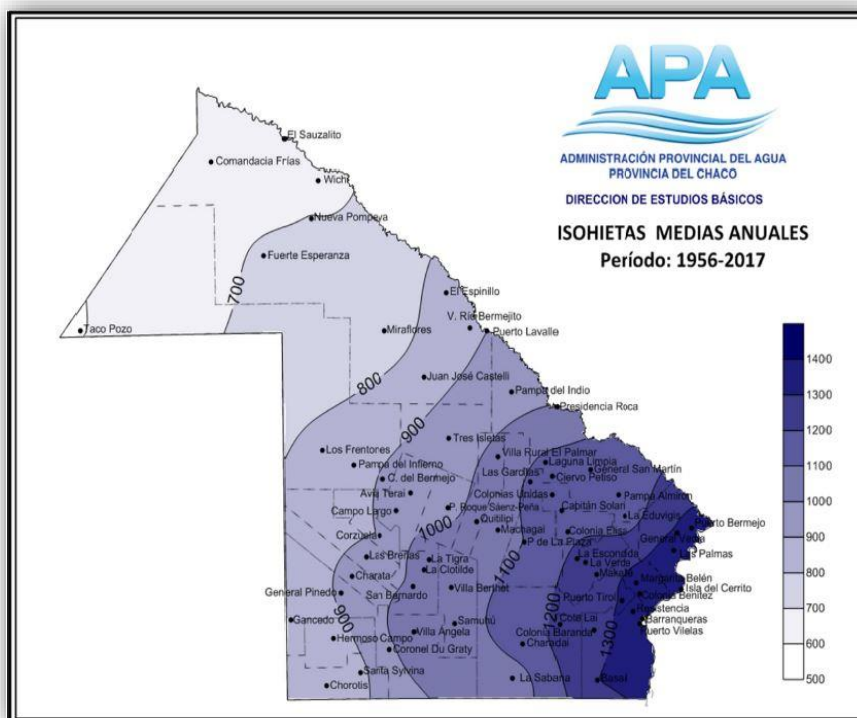 APA
ADMINISTRACIÓN PROVINCIAL DEL AGUA
PROVINCIA DEL CHACO
DIRECCION DE ESTUDIOS BÁSICOS
ISOHIETAS MEDIAS ANUALES
Período: 1956-2017
El Sauzalito
Comandacia Frías
Wichi
Nueva Pompeya
Fuerte Esperanza
700
El Espinillo
V. Río Bermejito
Taco Pozo
Miraflores
Puerto Lavalle
800
Juan José Castelli
Pampa del Indio
Presidencia Roca
900
Tres Isletas
Los Frentones
Villa Rural El Palmar
Pampa del Infierno
Laguna Limpia
General San Martín
Las Garcitas
Ciervo Petiso
C. del Bermejo
Avia Terai
Colonias Unidas
Pampa Almiron
Campo Largo
P. Roque Sáenz-Peña
Capitán Solari
La Eduvigis
1000
Quitilipi
Machagai
Colonia Elisa
Puerto Bermejo
Corzuela
P de La Plaza
General Vedia
Las Palmas
Las Breñas
La Tigra
1100
La Escondida
La Verde
La Clotilde
Makallé
Charata
Margarita Belén
Isla del Cerrito
General Pinedo
San Bernardo
Villa Berthet
Puerto Tirol
Colonia Benítez
900
1200
Resistencia
Gancedo
Samuhú
Cote Lai
Barranqueras
Puerto Vilelas
Hermoso Campo
Villa Angela
Colonia Baranda
1300
Coronel Du Graty
Charadai
Santa Sylvina
La Sabana
Basail
Chorotis
1400
1300
1200
1100
1000
900
800
700
600
500